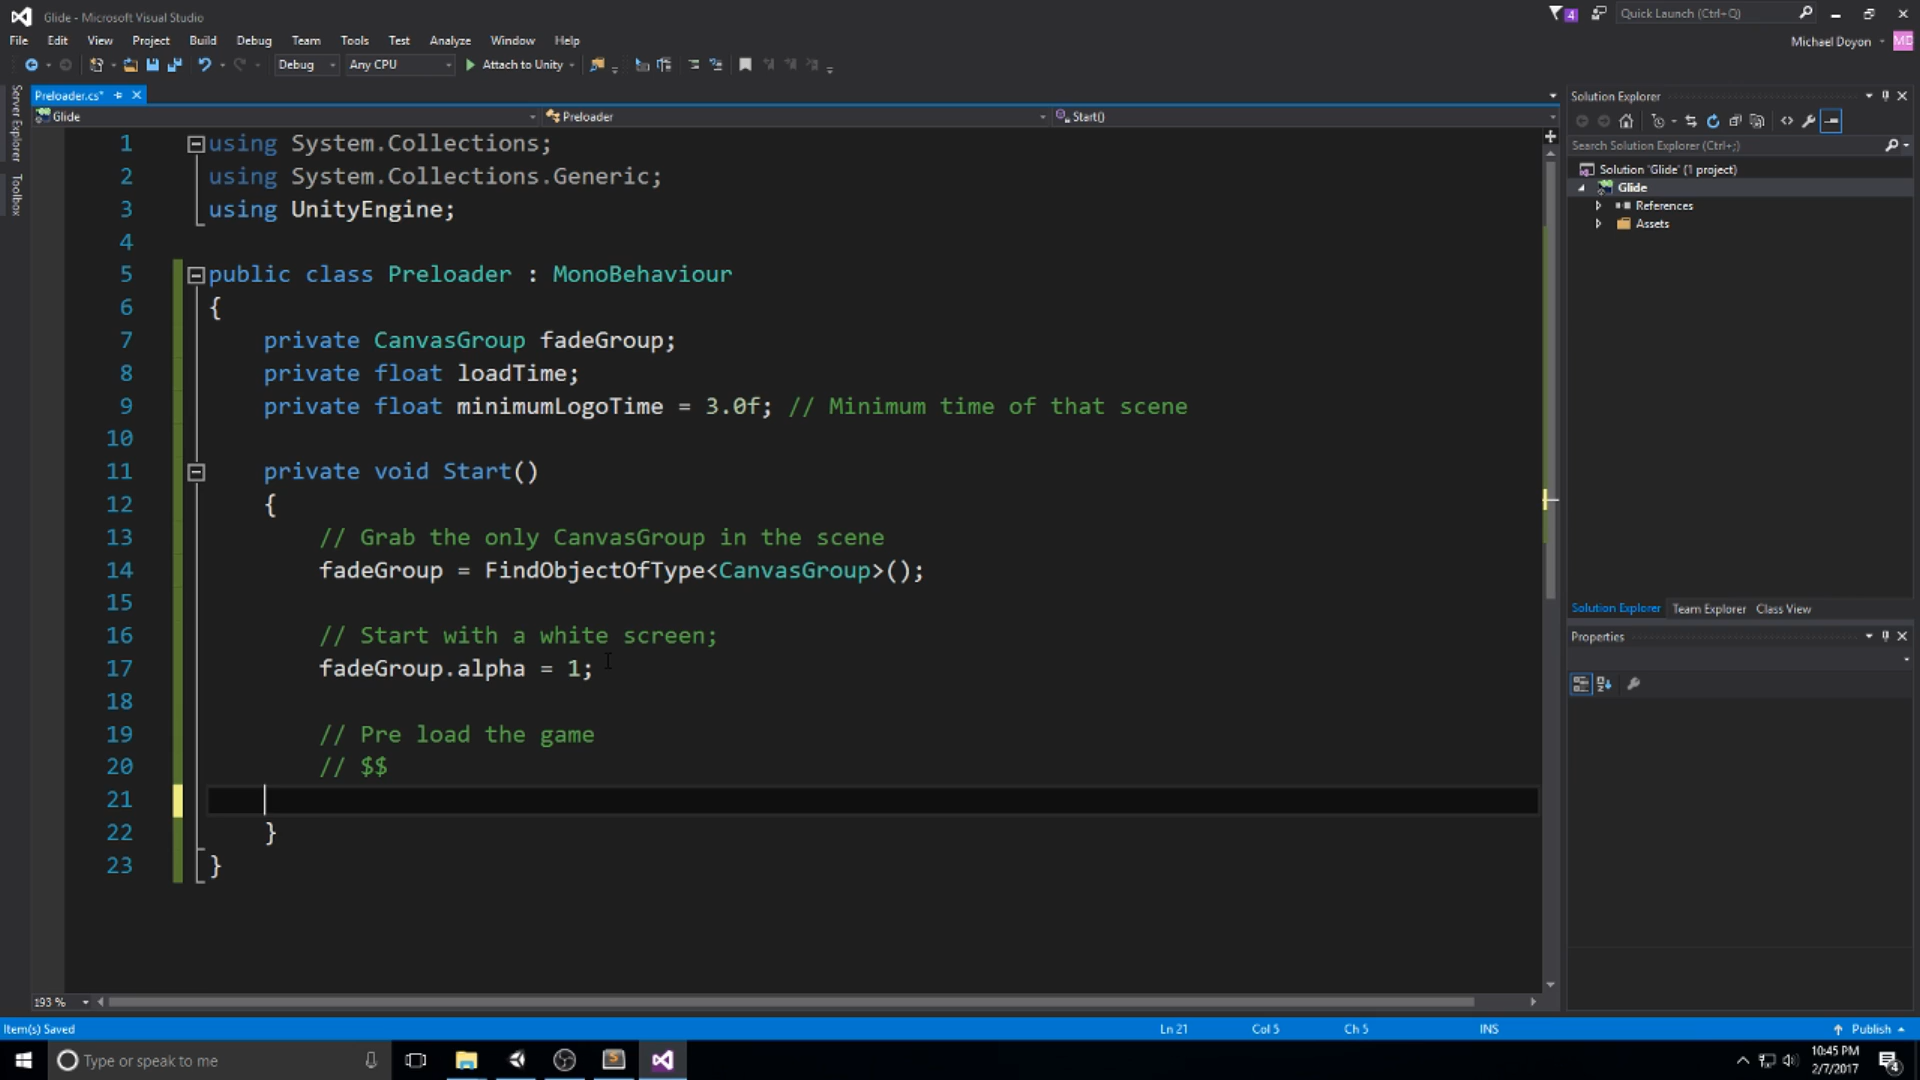 Glide - Microsoft Visual Studio
4
Quick Launch (Ctrl+Q)
File Edit View Project Build Debug Team Tools Test Analyze Window Help
Michael Doyon
MD
Debug
Any CPU
Attach to Unity
Server Explorer
Toolbox
Preloader.cs*
Glide
Preloader
Start()
1 using System.Collections;
2 using System.Collections.Generic;
3 using UnityEngine;
4
5 public class Preloader : MonoBehaviour
6 {
7 private CanvasGroup fadeGroup;
8 private float loadTime;
9 private float minimumLogoTime = 3.0f; // Minimum time of that scene
10
11 private void Start()
12 {
13 // Grab the only CanvasGroup in the scene
14 fadeGroup = FindObjectOfType<CanvasGroup>();
15
16 // Start with a white screen;
17 fadeGroup.alpha = 1;
18
19 // Pre load the game
20 // $$
21
22 }
23 }
193 %
Solution Explorer
Search Solution Explorer (Ctrl+;)
Solution 'Glide' (1 project)
Glide
References
Assets
Solution Explorer Team Explorer Class View
Properties
Item(s) Saved
Ln 21
Col 5
Ch 5
INS
Publish
Type or speak to me
10:45 PM
2/7/2017
4